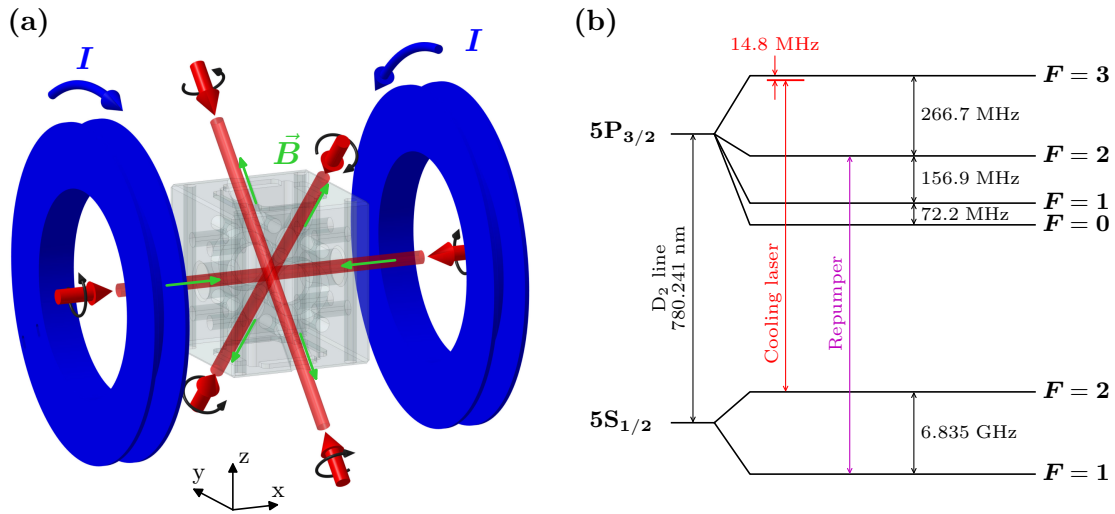 (a)
I
I
B⃗
z
y
x
(b)
14.8 MHz
F = 3
266.7 MHz
5P3/2
F = 2
156.9 MHz
F = 1
72.2 MHz
F = 0
D2 line
780.241 nm
Cooling laser
Repumper
F = 2
5S1/2
6.835 GHz
F = 1